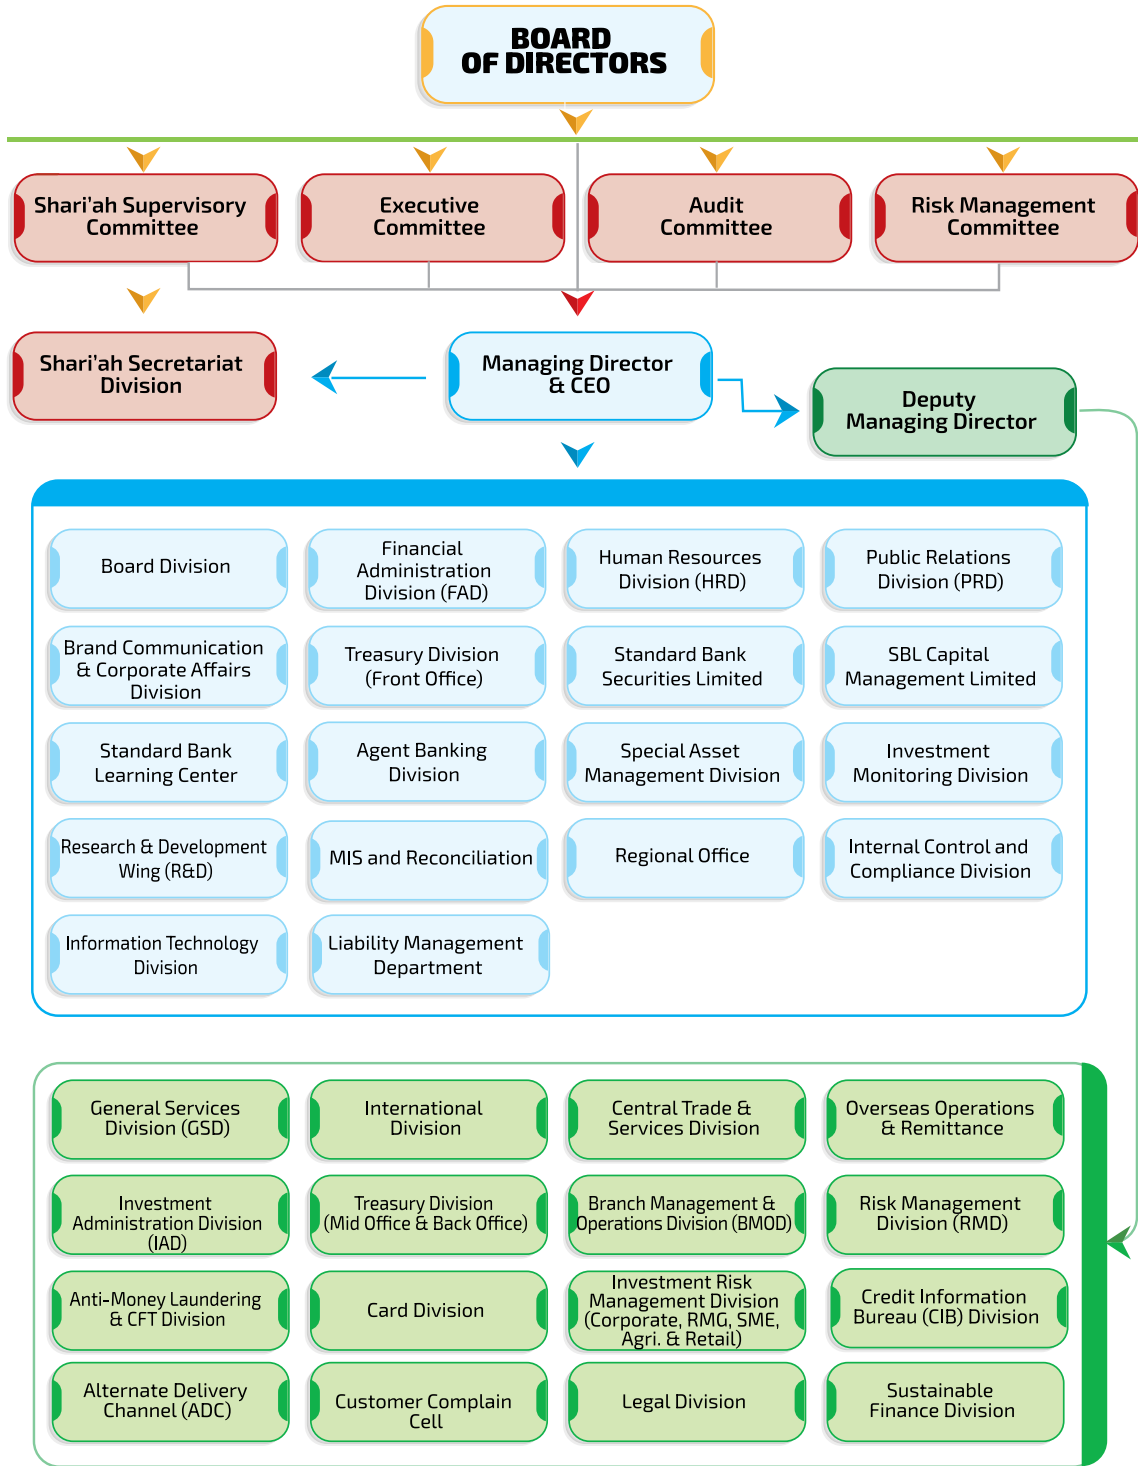 BOARD
OF DIRECTORS
Shari'ah Supervisory
Committee
Executive
Committee
Audit
Committee
Risk Management
Committee
Shari'ah Secretariat
Division
Managing Director
& CEO
Deputy
Managing Director
Board Division
Financial
Administration
Division (FAD)
Human Resources
Division (HRD)
Public Relations
Division (PRD)
Brand Communication
& Corporate Affairs
Division
Treasury Division
(Front Office)
Standard Bank
Securities Limited
SBL Capital
Management Limited
Standard Bank
Learning Center
Agent Banking
Division
Special Asset
Management Division
Investment
Monitoring Division
Research & Development
Wing (R&D)
MIS and Reconciliation
Regional Office
Internal Control and
Compliance Division
Information Technology
Division
Liability Management
Department
General Services
Division (GSD)
International
Division
Central Trade &
Services Division
Overseas Operations
& Remittance
Investment
Administration Division
(IAD)
Treasury Division
(Mid Office & Back Office)
Branch Management &
Operations Division (BMOD)
Risk Management
Division (RMD)
Anti-Money Laundering
& CFT Division
Card Division
Investment Risk
Management Division
(Corporate, RMG, SME,
Agri. & Retail)
Credit Information
Bureau (CIB) Division
Alternate Delivery
Channel (ADC)
Customer Complain
Cell
Legal Division
Sustainable
Finance Division